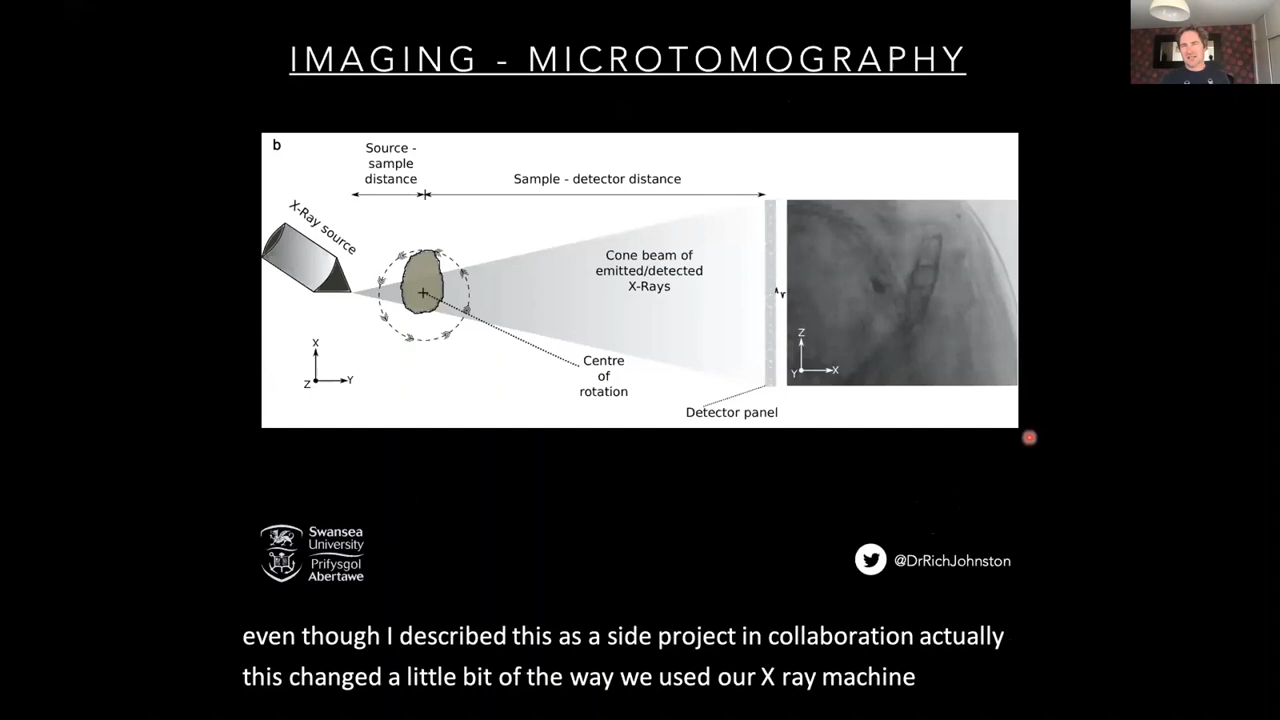 IMAGING - MICROTOMOGRAPHY
b
Source -
sample
distance
Sample - detector distance
X-Ray source
Cone beam of
emitted/detected
X-Rays
Y
Z
X
Y
X
Z
Y
Centre
of
rotation
Detector panel
Swansea
University
Prifysgol
Abertawe
@DrRichJohnston
even though I described this as a side project in collaboration actually
this changed a little bit of the way we used our X ray machine